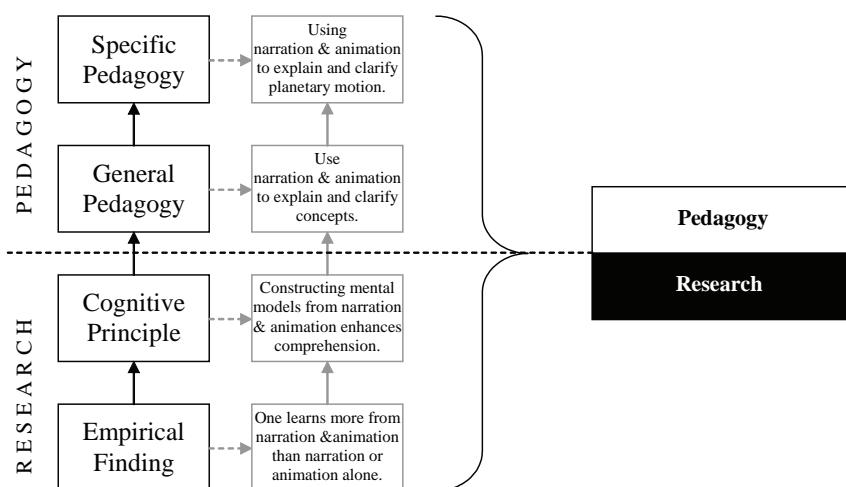 PEDAGOGY
Specific
Pedagogy
Using
narration & animation
to explain and clarify
planetary motion.
General
Pedagogy
Use
narration & animation
to explain and clarify
concepts.
RESEARCH
Cognitive
Principle
Constructing mental
models from narration
& animation enhances
comprehension.
Empirical
Finding
One learns more from
narration &animation
than narration or
animation alone.
Pedagogy
Research